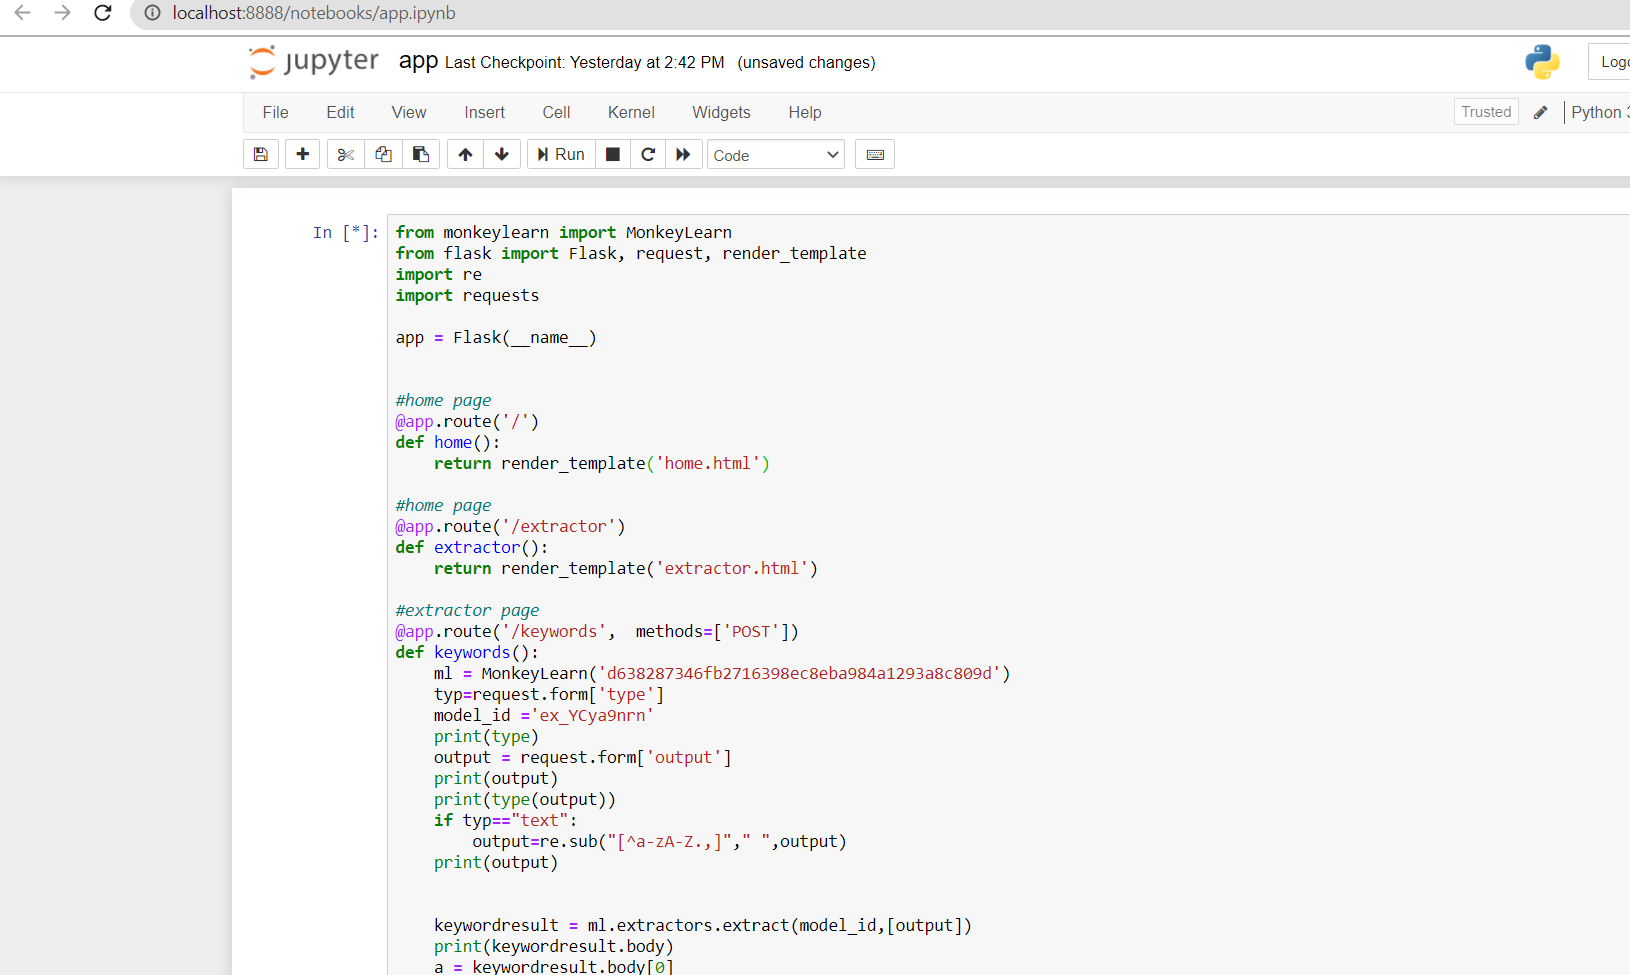 localhost:8888/notebooks/app.ipynb
jupyter app Last Checkpoint: Yesterday at 2:42 PM (unsaved changes)
File Edit View Insert Cell Kernel Widgets Help Trusted Python
Run Code
In [*]:
from monkeylearn import MonkeyLearn
from flask import Flask, request, render_template
import re
import requests
app = Flask(__name__)
#home page
@app.route('/')
def home():
    return render_template('home.html')
#home page
@app.route('/extractor')
def extractor():
    return render_template('extractor.html')
#extractor page
@app.route('/keywords',  methods=['POST'])
def keywords():
    ml = MonkeyLearn('d638287346fb2716398ec8eba984a1293a8c809d')
    typ=request.form['type']
    model_id ='ex_YCya9nrn'
    print(type)
    output = request.form['output']
    print(output)
    print(type(output))
    if typ=="text":
        output=re.sub("[^a-zA-Z.,]"," ",output)
    print(output)
    keywordresult = ml.extractors.extract(model_id,[output])
    print(keywordresult.body)
    a = keywordresult.body[0]